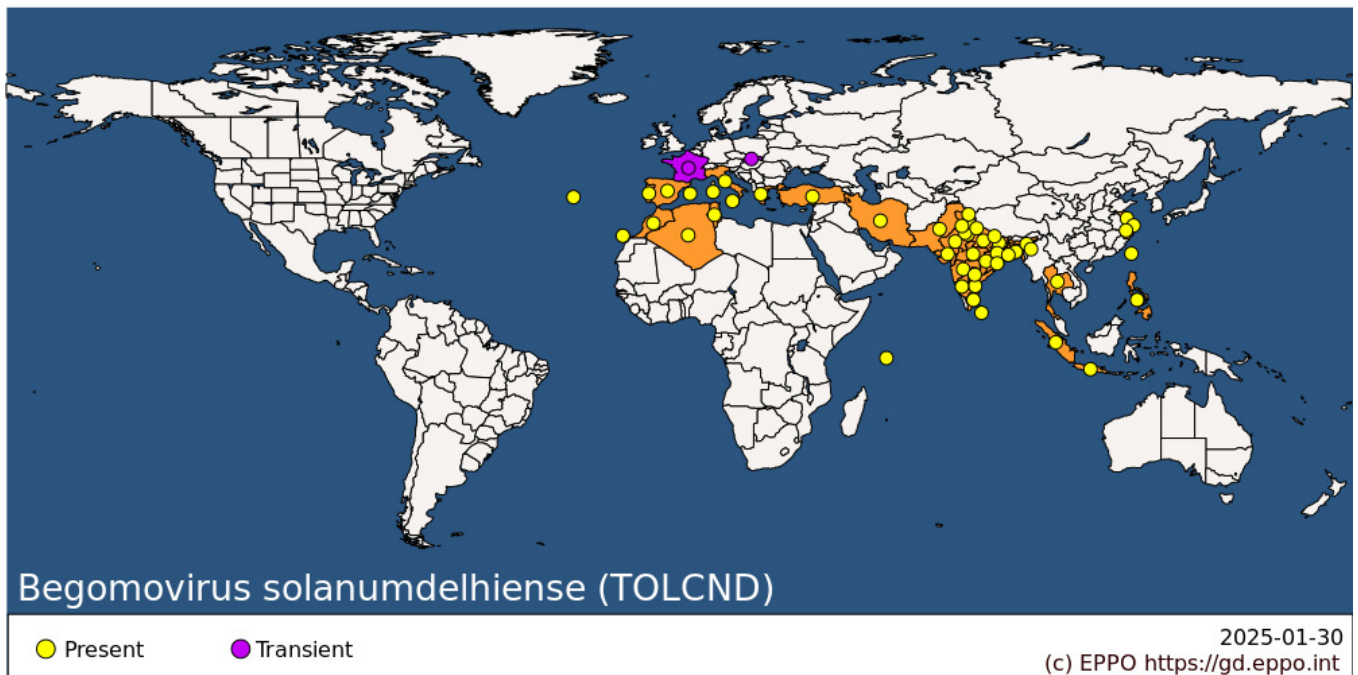 Begomovirus solanumdelhiense (TOLCND)
Present
Transient
2025-01-30
(c) EPPO https://gd.eppo.int